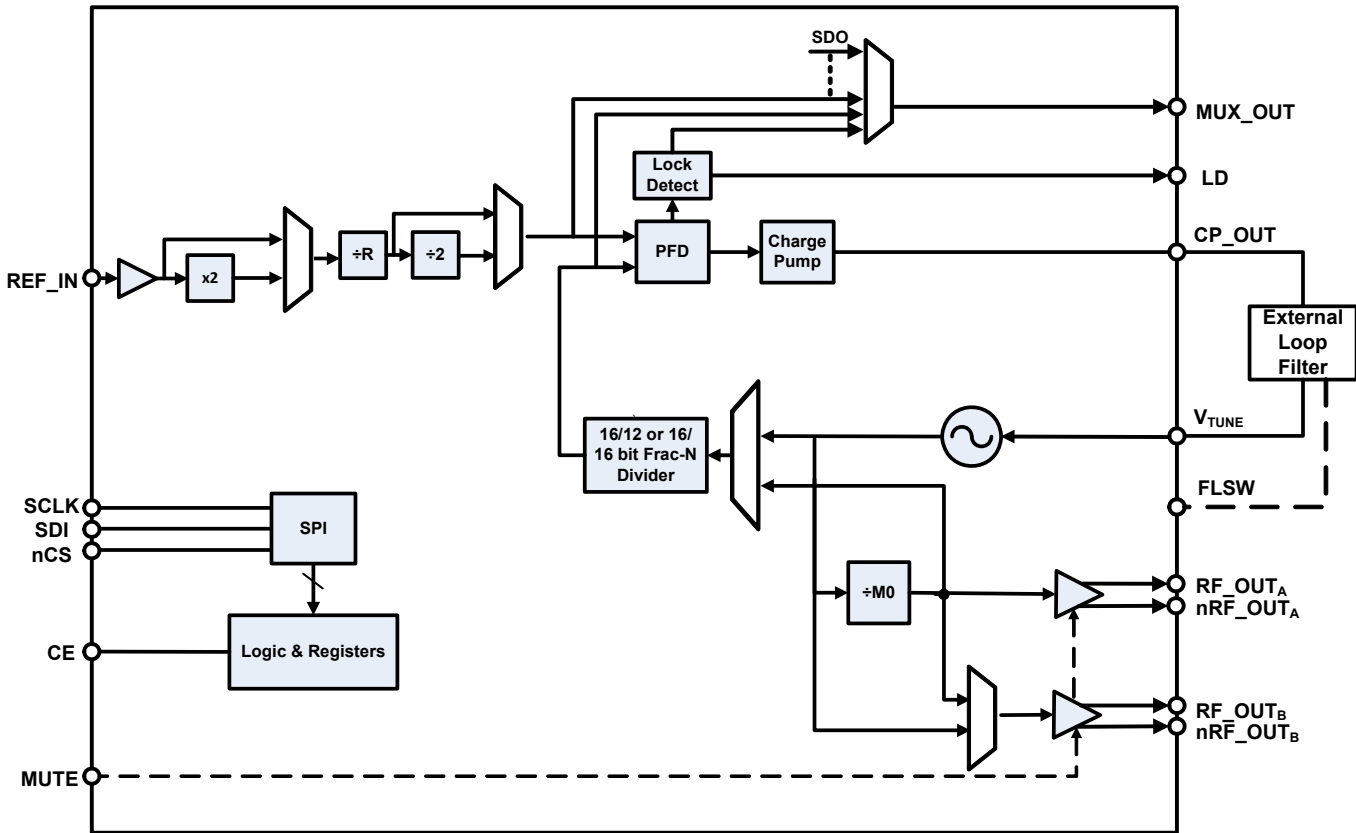 SDO
MUX_OUT
Lock
Detect
LD
CP_OUT
REF_IN
x2
÷R
÷2
PFD
Charge
Pump
External
Loop
Filter
VTUNE
16/12 or 16/
16 bit Frac-N
Divider
FLSW
SCLK
SDI
nCS
SPI
÷M0
RF_OUTA
nRF_OUTA
CE
Logic & Registers
RF_OUTB
nRF_OUTB
MUTE